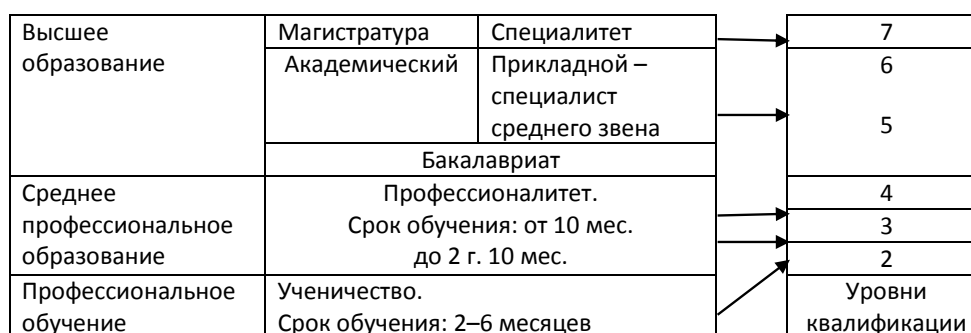 Высшее
образование
Магистратура
Специалитет
Академический
Прикладной –
специалист
среднего звена
Бакалавриат
7
6
5
Среднее
профессиональное
образование
Профессионалитет.
Срок обучения: от 10 мес.
до 2 г. 10 мес.
4
3
2
Профессиональное
обучение
Ученичество.
Срок обучения: 2–6 месяцев
Уровни
квалификации